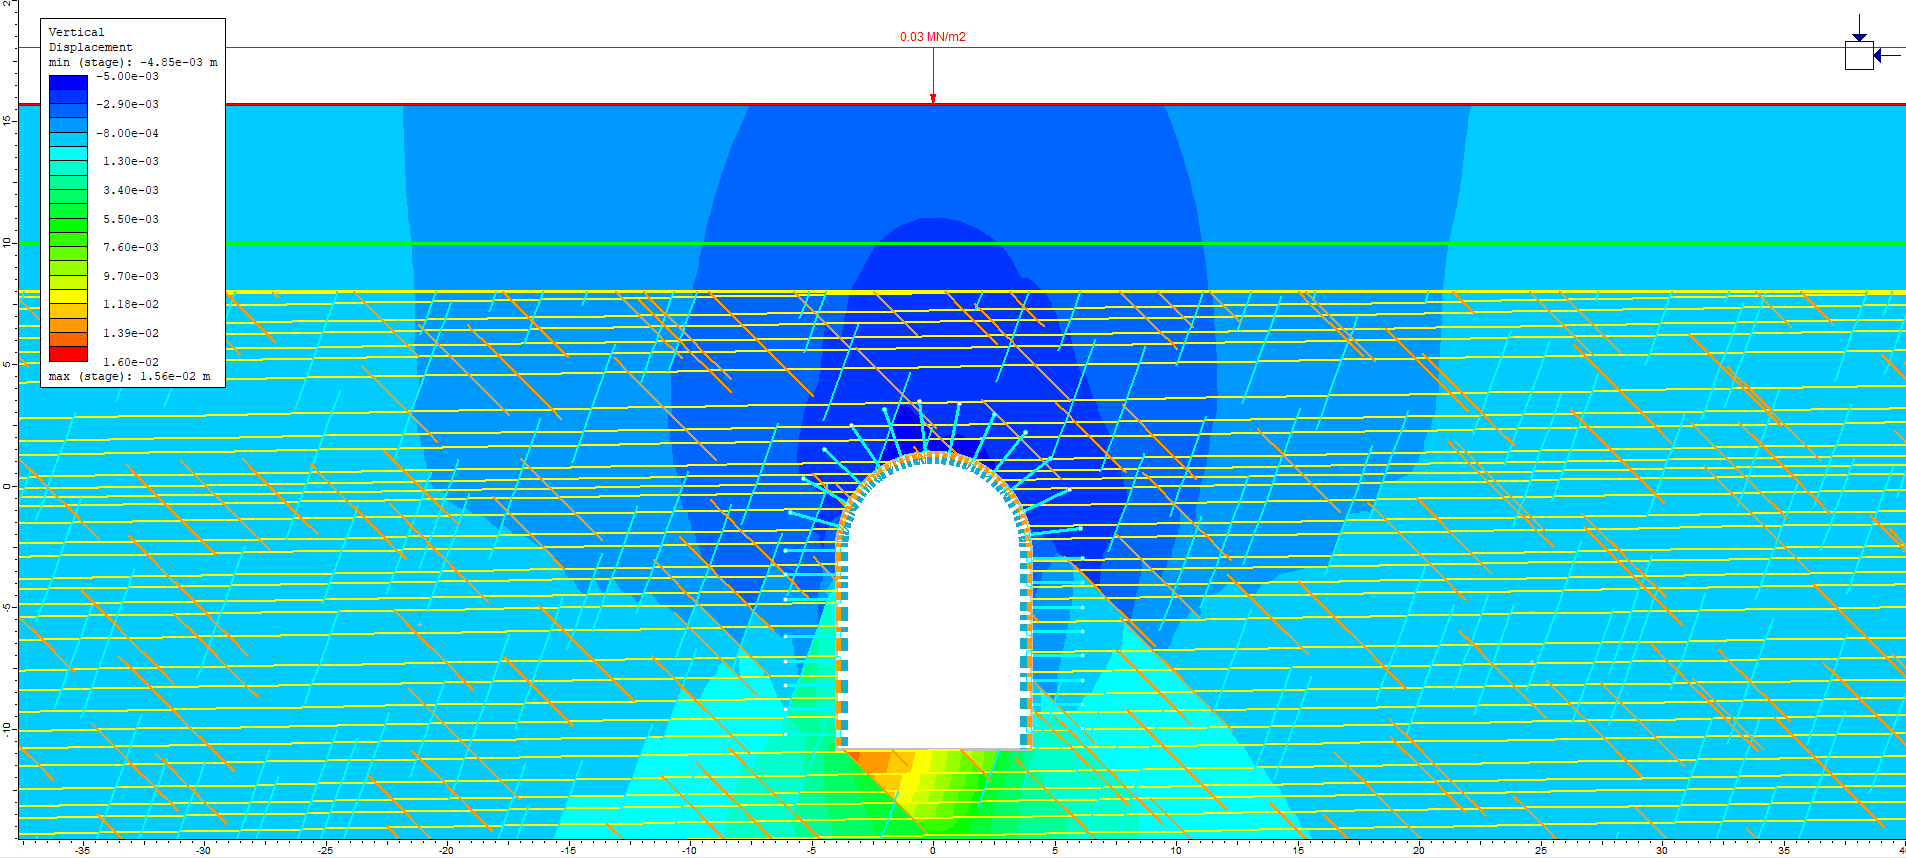 Vertical
Displacement
min (stage): -4.85e-03 m
-5.00e-03
-2.90e-03
-8.00e-04
1.30e-03
3.40e-03
5.50e-03
7.60e-03
9.70e-03
1.18e-02
1.39e-02
1.60e-02
max (stage): 1.56e-02 m
0.03 MN/m2
15
10
5
0
-5
-10
-35
-30
-25
-20
-15
-10
-5
0
5
10
15
20
25
30
35